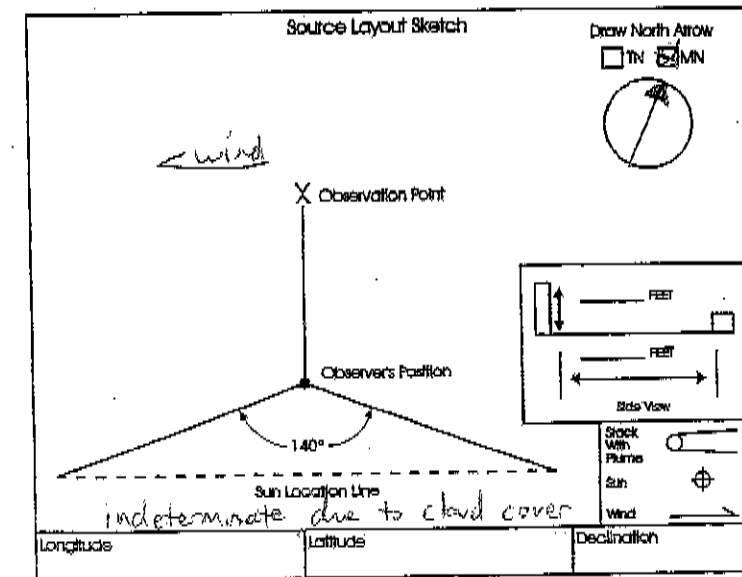 Source Layout Sketch
Draw North Arrow
TN MN
wind
X Observation Point
FEET
Observer's Position
FEET
Side View
140°
Stack
With
Plume
Sun
Wind
Sun Location Line
indeterminate due to cloud cover
Longitude
Latitude
Declination